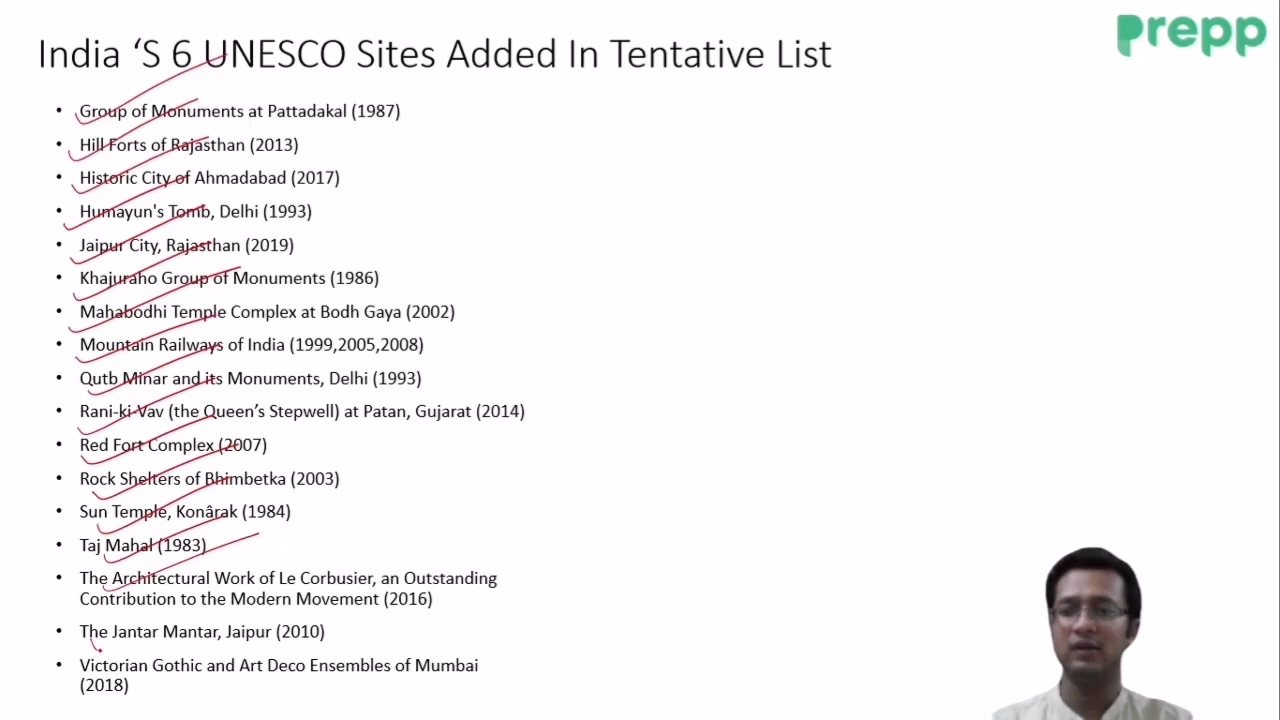 India ‘S 6 UNESCO Sites Added In Tentative List
prepp
• Group of Monuments at Pattadakal (1987)
• Hill Forts of Rajasthan (2013)
• Historic City of Ahmadabad (2017)
• Humayun's Tomb, Delhi (1993)
• Jaipur City, Rajasthan (2019)
• Khajuraho Group of Monuments (1986)
• Mahabodhi Temple Complex at Bodh Gaya (2002)
• Mountain Railways of India (1999,2005,2008)
• Qutb Minar and its Monuments, Delhi (1993)
• Rani-ki-Vav (the Queen’s Stepwell) at Patan, Gujarat (2014)
• Red Fort Complex (2007)
• Rock Shelters of Bhimbetka (2003)
• Sun Temple, Konârak (1984)
• Taj Mahal (1983)
• The Architectural Work of Le Corbusier, an Outstanding
Contribution to the Modern Movement (2016)
• The Jantar Mantar, Jaipur (2010)
• Victorian Gothic and Art Deco Ensembles of Mumbai
(2018)